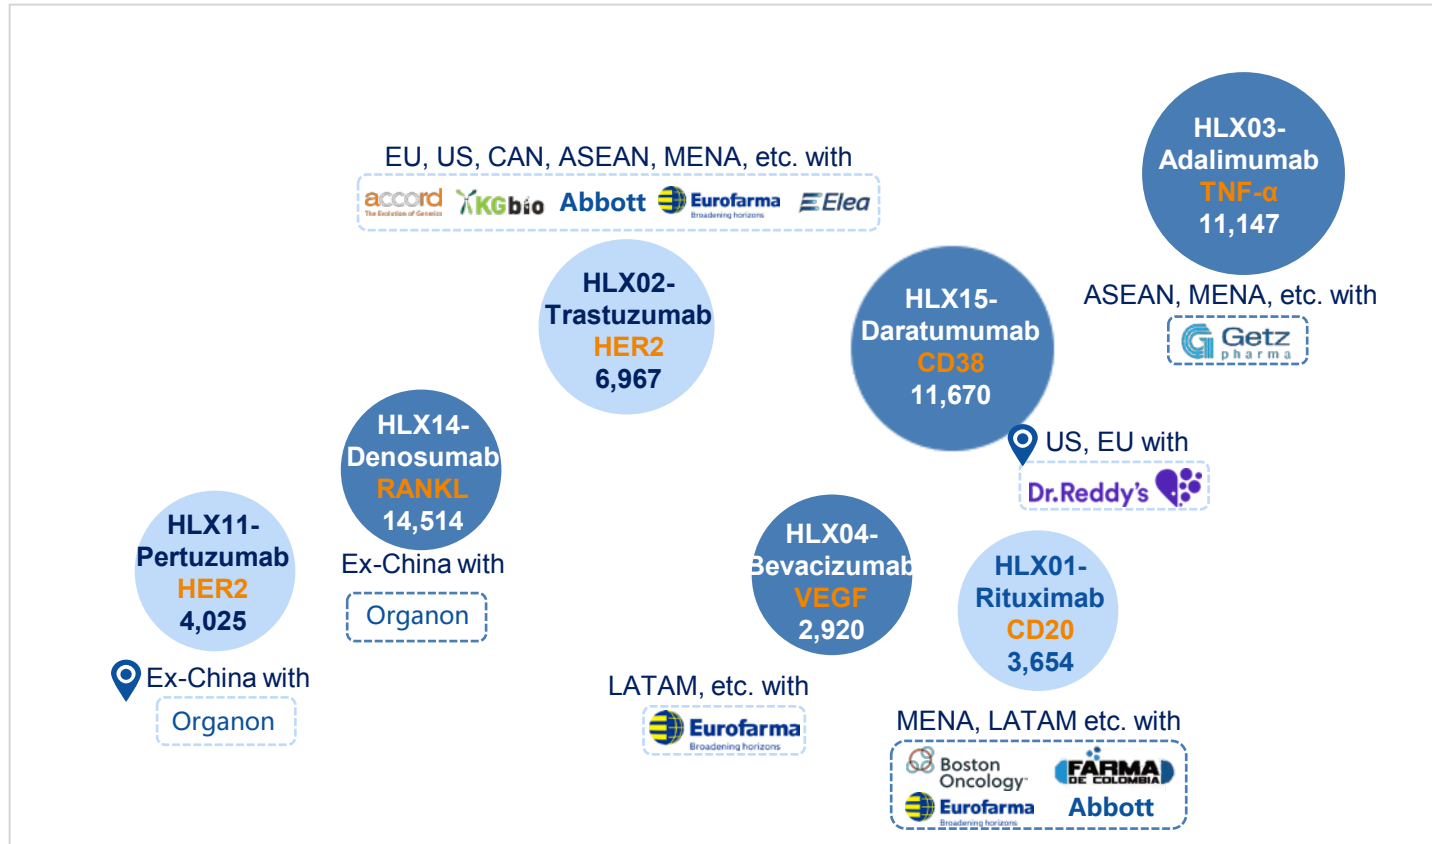 EU, US, CAN, ASEAN, MENA, etc. with
accord
The Evolution of Generics
KGbio
Abbott
Eurofarma
Broadening horizons
Elea
HLX03-
Adalimumab
TNF-α
11,147
ASEAN, MENA, etc. with
Getz
pharma
HLX02-
Trastuzumab
HER2
6,967
HLX15-
Daratumumab
CD38
11,670
US, EU with
Dr.Reddy's
HLX14-
Denosumab
RANKL
14,514
Ex-China with
Organon
HLX11-
Pertuzumab
HER2
4,025
Ex-China with
Organon
HLX04-
Bevacizumab
VEGF
2,920
LATAM, etc. with
Eurofarma
Broadening horizons
HLX01-
Rituximab
CD20
3,654
MENA, LATAM etc. with
Boston
Oncology
FARMA
DE COLOMBIA
Eurofarma
Broadening horizons
Abbott